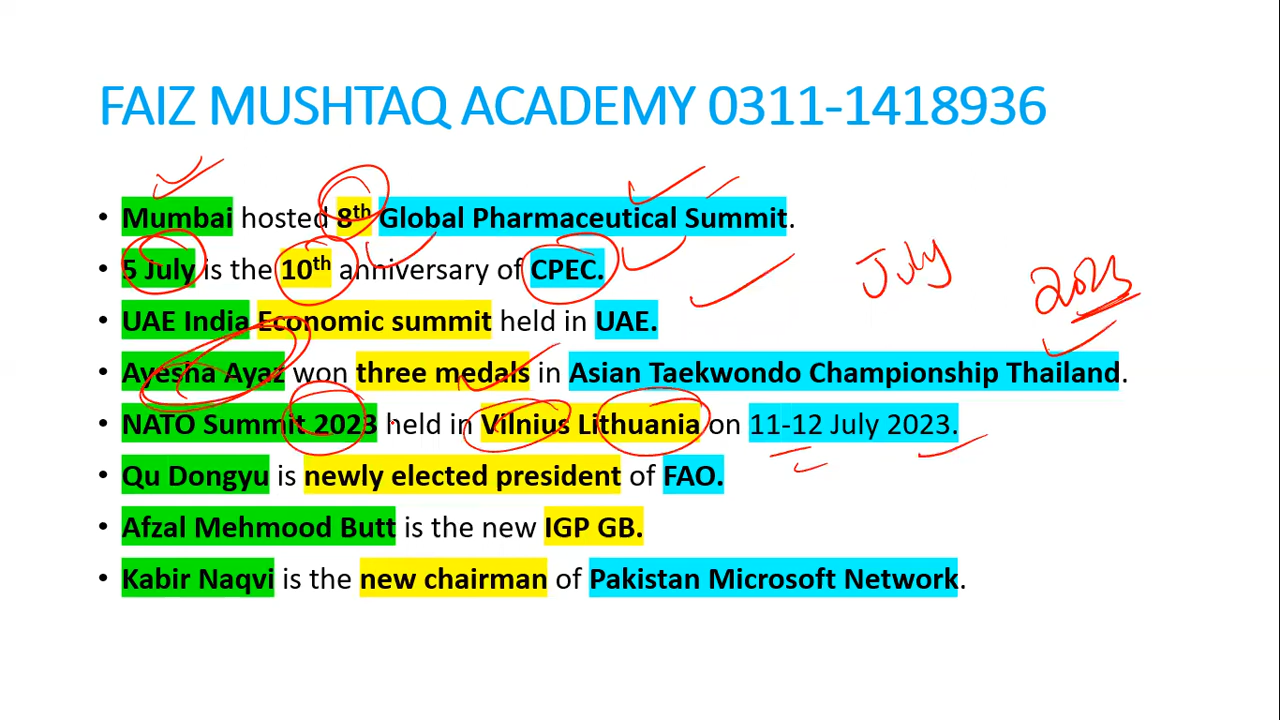 FAIZ MUSHTAQ ACADEMY 0311-1418936
• Mumbai hosted 8th Global Pharmaceutical Summit.
• 5 July is the 10th anniversary of CPEC.
July 2023
• UAE India Economic summit held in UAE.
• Ayesha Ayaz won three medals in Asian Taekwondo Championship Thailand.
• NATO Summit 2023 held in Vilnius Lithuania on 11-12 July 2023.
• Qu Dongyu is newly elected president of FAO.
• Afzal Mehmood Butt is the new IGP GB.
• Kabir Naqvi is the new chairman of Pakistan Microsoft Network.